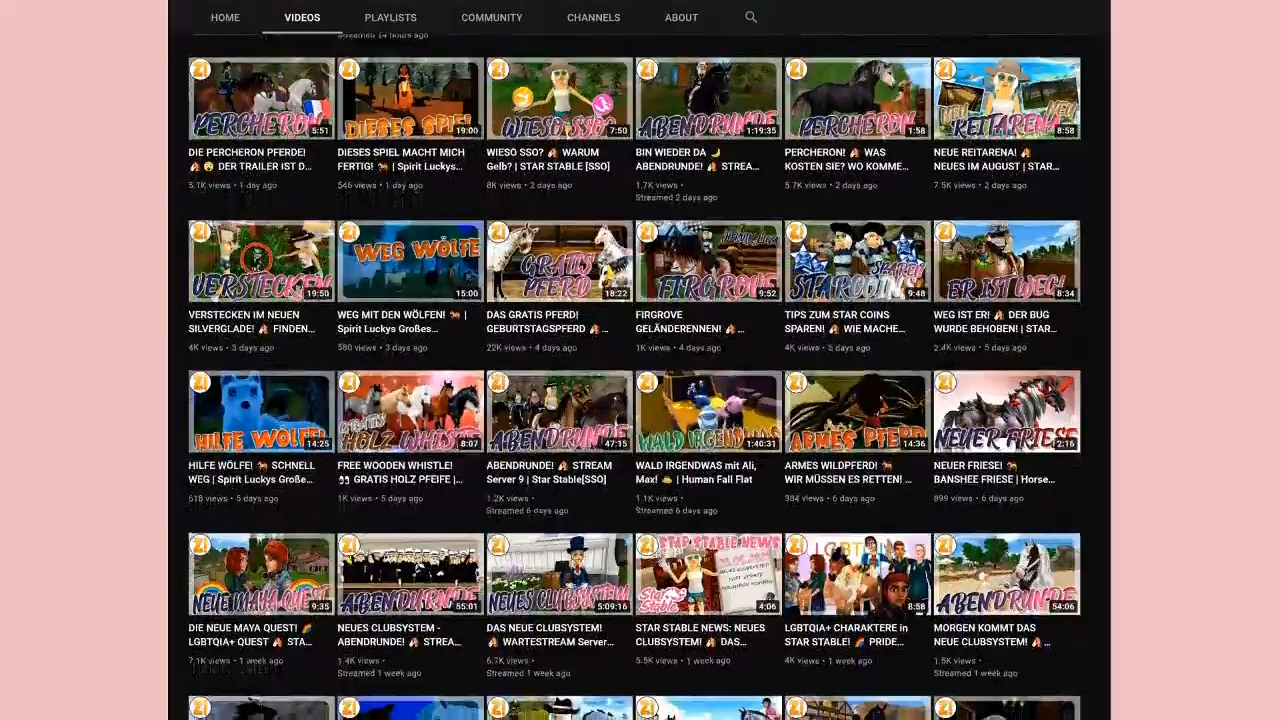 HOME VIDEOS PLAYLISTS COMMUNITY CHANNELS ABOUT
Streamed 14 hours ago
PERCHERON 5:51
DIESES SPIEL 19:00
WIESO SSO? 7:50
ABENDRUNDE 1:19:35
PERCHERON 1:58
NEU NEU REITARENA 8:58
DIE PERCHERON PFERDE!
🐴 😮 DER TRAILER IST D...
5.1K views • 1 day ago
DIESES SPIEL MACHT MICH
FERTIG! 🐎 | Spirit Luckys...
546 views • 1 day ago
WIESO SSO? 🐴 WARUM
Gelb? | STAR STABLE [SSO]
8K views • 2 days ago
BIN WIEDER DA 🌙
ABENDRUNDE! 🐴 STREA...
1.7K views •
Streamed 2 days ago
PERCHERON! 🐴 WAS
KOSTEN SIE? WO KOMME...
5.7K views • 2 days ago
NEUE REITARENA! 🐴
NEUES IM AUGUST | STAR...
7.5K views • 2 days ago
VERSTECKEN 19:50
WEG WÖLFE 15:00
GRATIS PFERD 18:22
FIRGROVE 9:52
SPAREN STARCOINS 9:48
ER IST WEG! 8:34
VERSTECKEN IM NEUEN
SILVERGLADE! 🐴 FINDEN...
4K views • 3 days ago
WEG MIT DEN WÖLFEN! 🐎 |
Spirit Luckys Großes...
580 views • 3 days ago
DAS GRATIS PFERD!
GEBURTSTAGSPFERD 🐴...
22K views • 4 days ago
FIRGROVE
GELÄNDERENNEN! 🐴...
1K views • 4 days ago
TIPS ZUM STAR COINS
SPAREN! 🐴 WIE MACHE...
4K views • 5 days ago
WEG IST ER! 🐴 DER BUG
WURDE BEHOBEN! | STAR...
2.4K views • 5 days ago
HILFE WÖLFE! 14:25
GRATIS HOLZ WHISTLE 8:07
ABENDRUNDE 47:15
WALD IRGENDWAS 1:40:31
ARMES PFERD 14:36
NEUER FRIESE 2:16
HILFE WÖLFE! 🐎 SCHNELL
WEG | Spirit Luckys Große...
618 views • 5 days ago
FREE WOODEN WHISTLE!
👀 GRATIS HOLZ PFEIFE |...
1K views • 5 days ago
ABENDRUNDE! 🐴 STREAM
Server 9 | Star Stable[SSO]
1.2K views •
Streamed 6 days ago
WALD IRGENDWAS mit Ali,
Max! | Human Fall Flat
1.1K views •
Streamed 6 days ago
ARMES WILDPFERD! 🐎
WIR MÜSSEN ES RETTEN! ...
384 views • 6 days ago
NEUER FRIESE! 🐎
BANSHEE FRIESE | Horse...
899 views • 6 days ago
NEUE MAYA QUEST 9:35
ABENDRUNDE 55:01
NEUES CLUBSYSTEM 5:09:16
STAR STABLE NEWS Star Stable 4:06
LGBT 8:58
ABENDRUNDE 54:06
DIE NEUE MAYA QUEST! 🌈
LGBTQIA+ QUEST 🐴 STA...
7.1K views • 1 week ago
NEUES CLUBSYSTEM -
ABENDRUNDE! 🐴 STREA...
1.4K views •
Streamed 1 week ago
DAS NEUE CLUBSYSTEM!
🐴 WARTESTREAM Server...
6.7K views •
Streamed 1 week ago
STAR STABLE NEWS: NEUES
CLUBSYSTEM! 🐴 DAS...
5.5K views • 1 week ago
LGBTQIA+ CHARAKTERE in
STAR STABLE! 🌈 PRIDE...
4K views • 1 week ago
MORGEN KOMMT DAS
NEUE CLUBSYSTEM! 🐴...
1.5K views •
Streamed 1 week ago